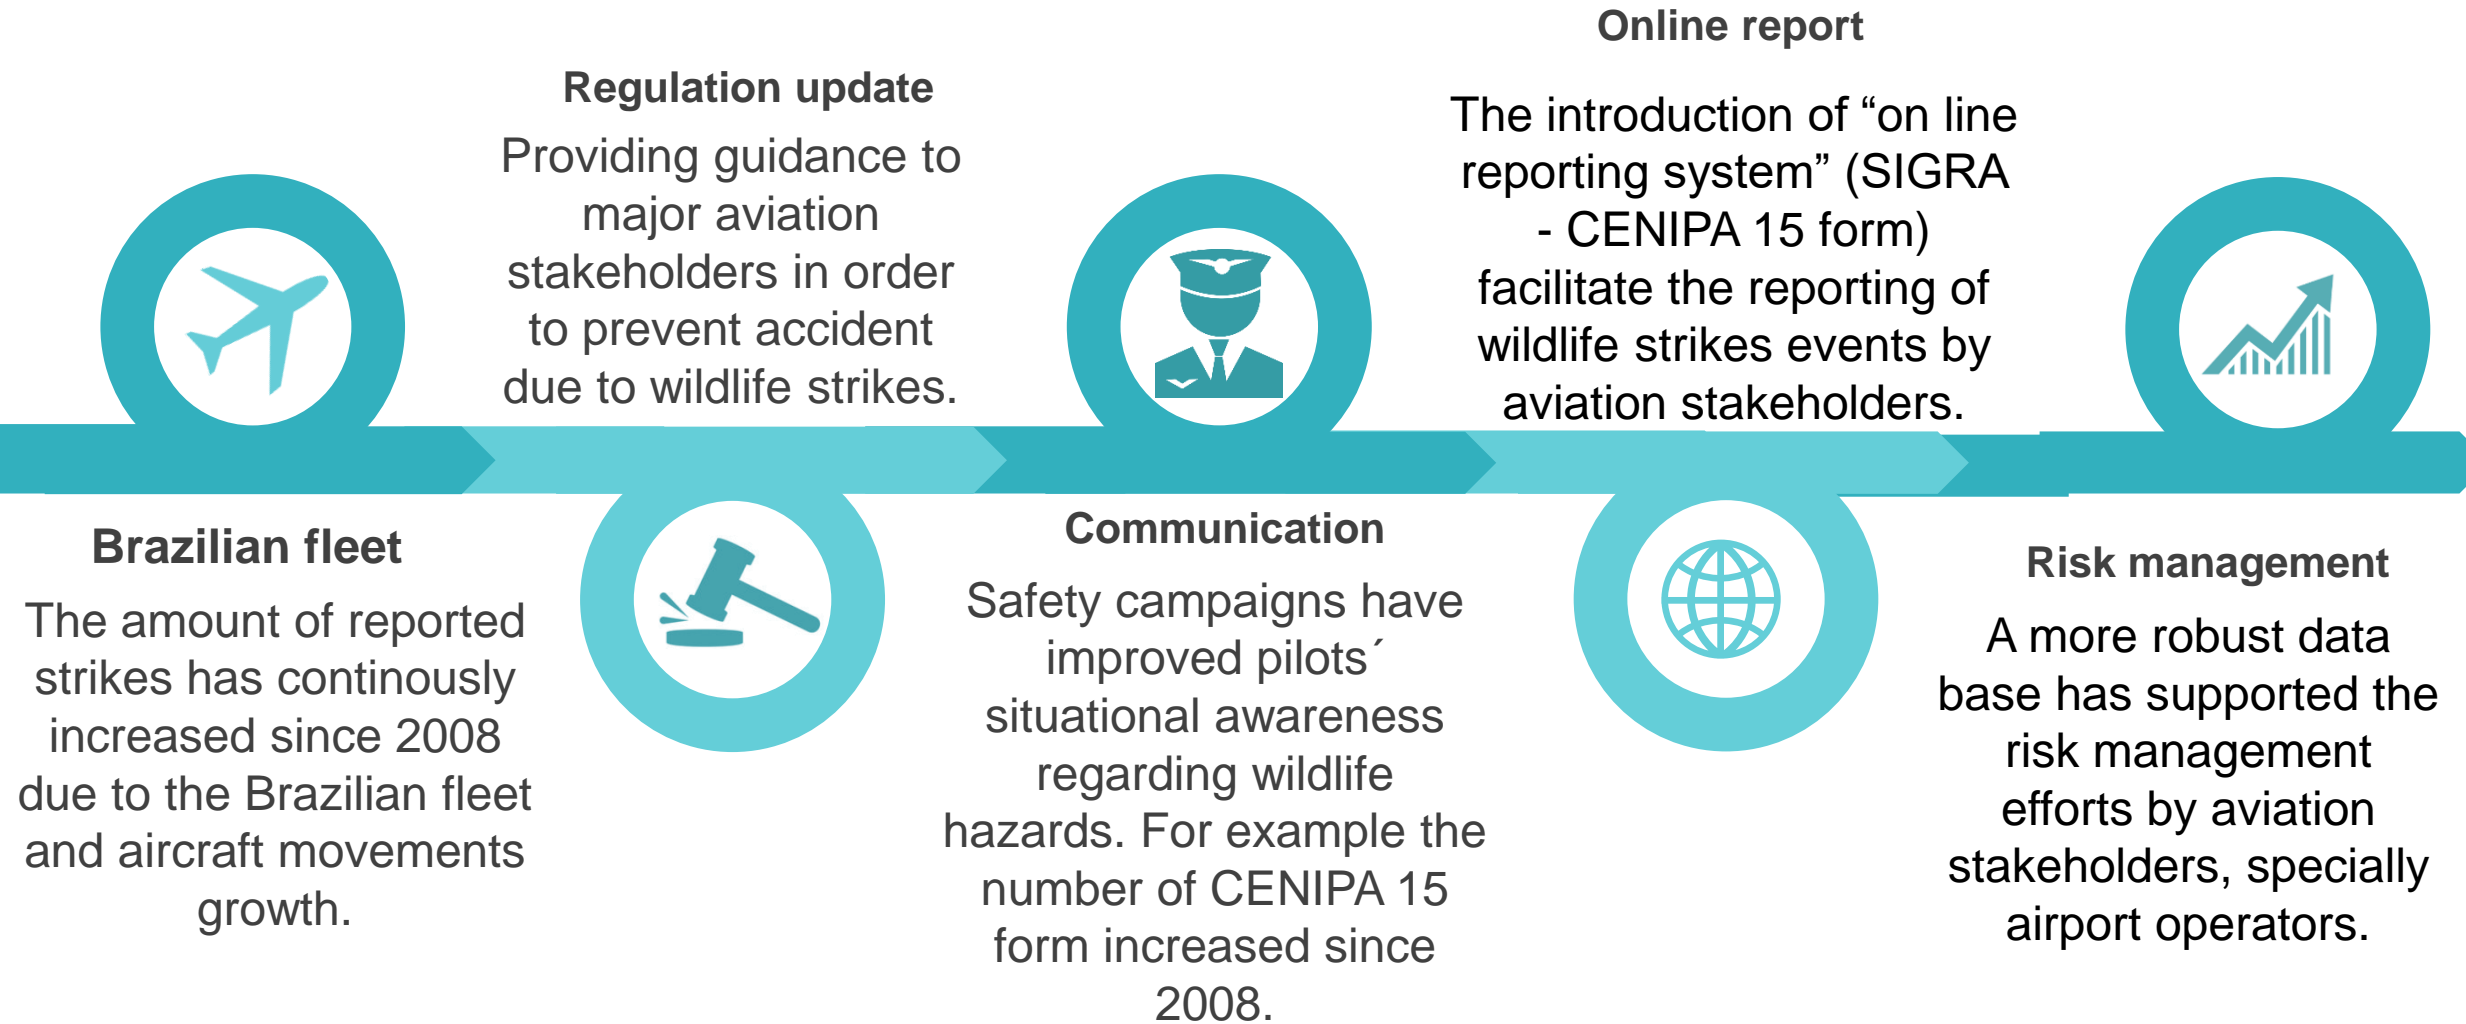 Brazilian fleet
The amount of reported
strikes has continously
increased since 2008
due to the Brazilian fleet
and aircraft movements
growth.
Regulation update
Providing guidance to
major aviation
stakeholders in order
to prevent accident
due to wildlife strikes.
Communication
Safety campaigns have
improved pilots´
situational awareness
regarding wildlife
hazards. For example the
number of CENIPA 15
form increased since
2008.
Online report
The introduction of “on line
reporting system” (SIGRA
- CENIPA 15 form)
facilitate the reporting of
wildlife strikes events by
aviation stakeholders.
Risk management
A more robust data
base has supported the
risk management
efforts by aviation
stakeholders, specially
airport operators.